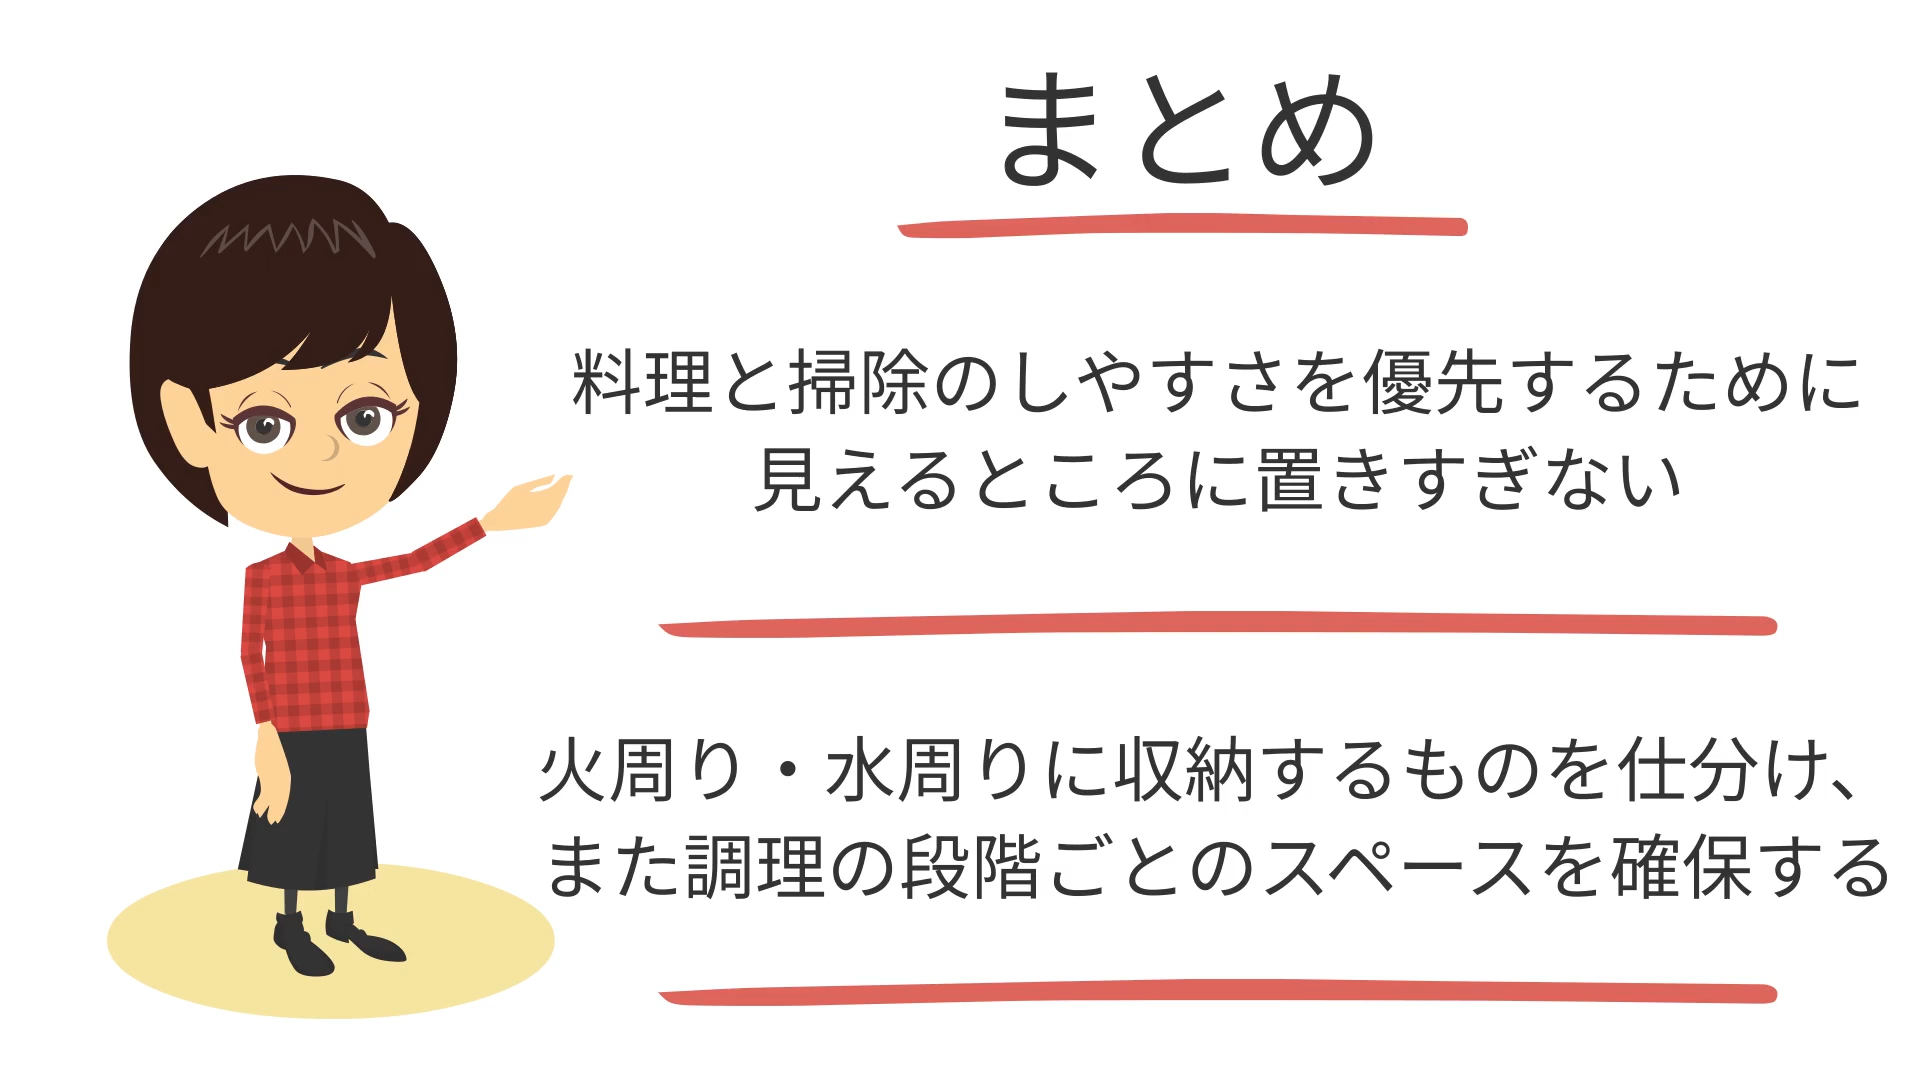 まとめ
料理と掃除のしやすさを優先するために
見えるところに置きすぎない
火周り・水周りに収納するものを仕分け、
また調理の段階ごとのスペースを確保する